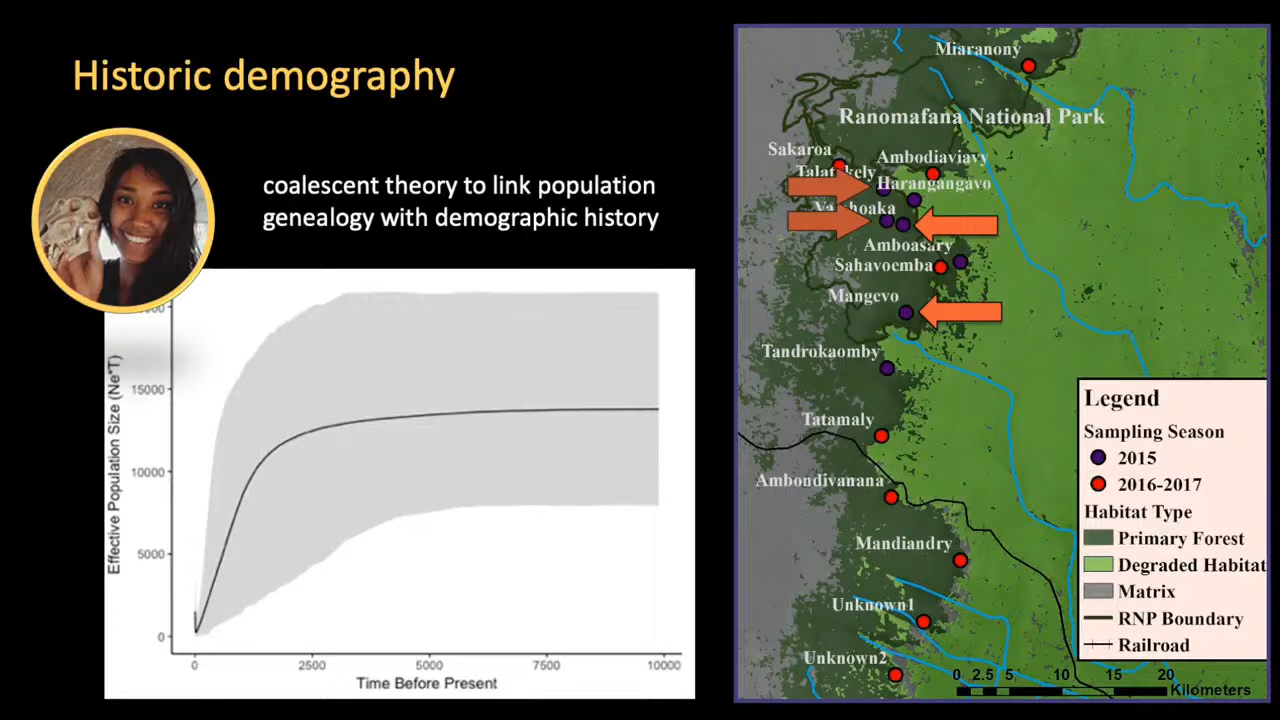 Historic demography
coalescent theory to link population
genealogy with demographic history
Effective Population Size (Ne*T)
15000
10000
5000
0
0
2500
5000
7500
10000
Time Before Present
Miaranony
Ranomafana National Park
Sakaroa
Ambodiaviavy
Harangangavo
Amboasary
Sahavoemba
Mangevo
Tandrokaomby
Tatamaly
Ambondivanana
Mandiandry
Unknown1
Unknown2
Legend
Sampling Season
2015
2016-2017
Habitat Type
Primary Forest
Degraded Habitat
Matrix
RNP Boundary
Railroad
0 2.5 5 10 15 20
Kilometers